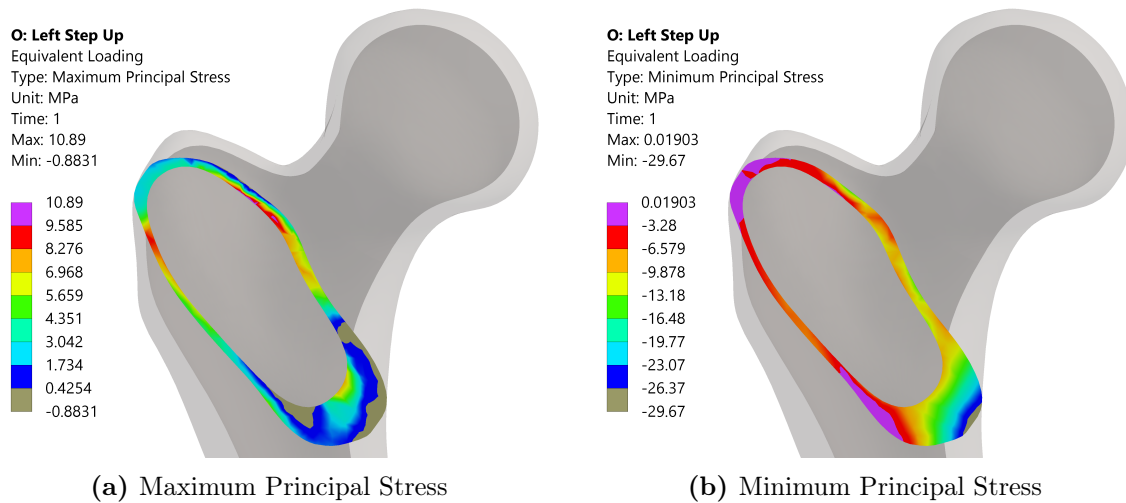 O: Left Step Up
Equivalent Loading
Type: Maximum Principal Stress
Unit: MPa
Time: 1
Max: 10.89
Min: -0.8831
10.89
9.585
8.276
6.968
5.659
4.351
3.042
1.734
0.4254
-0.8831
(a) Maximum Principal Stress
O: Left Step Up
Equivalent Loading
Type: Minimum Principal Stress
Unit: MPa
Time: 1
Max: 0.01903
Min: -29.67
0.01903
-3.28
-6.579
-9.878
-13.18
-16.48
-19.77
-23.07
-26.37
-29.67
(b) Minimum Principal Stress